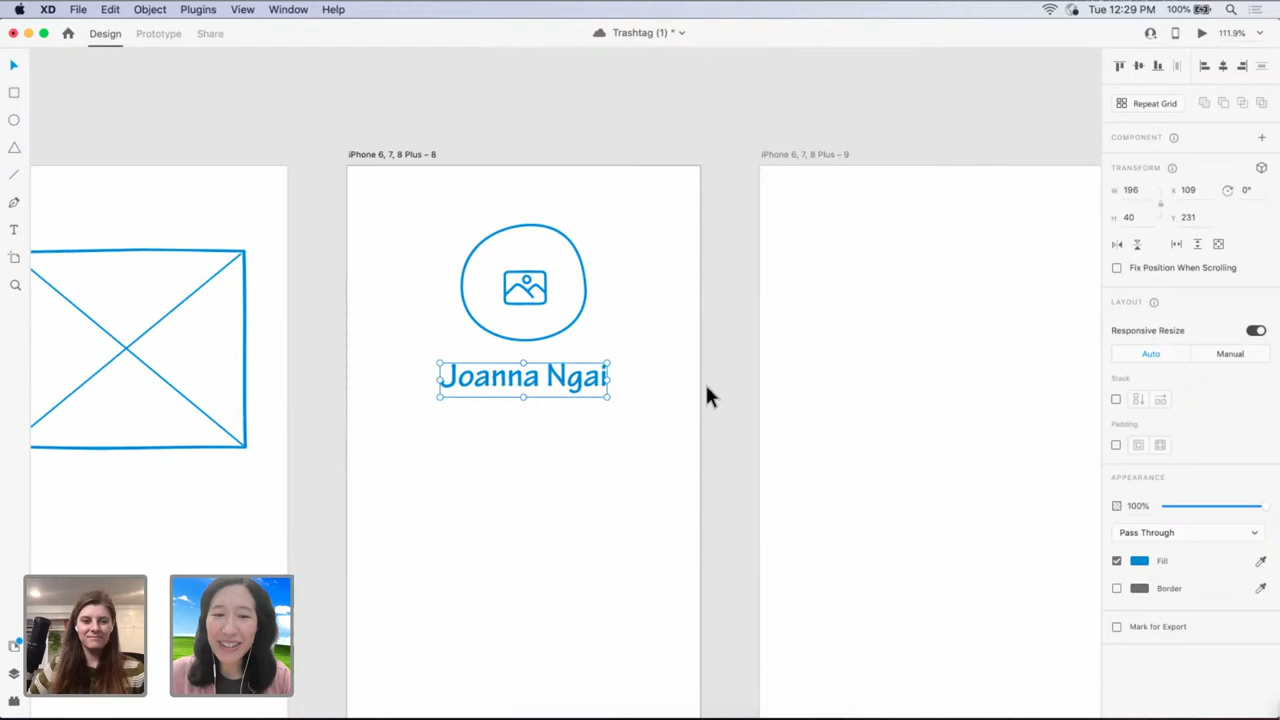 XD File Edit Object Plugins View Window Help
Tue 12:29 PM 100%
Design Prototype Share
Trashtag (1) *
111.9%
Repeat Grid
COMPONENT
TRANSFORM
W 196 X 109 0°
H 40 Y 231
Fix Position When Scrolling
LAYOUT
Responsive Resize
Auto Manual
Stack
Padding
APPEARANCE
100%
Pass Through
Fill
Border
Mark for Export
iPhone 6, 7, 8 Plus – 8
iPhone 6, 7, 8 Plus – 9
Joanna Ngai
T